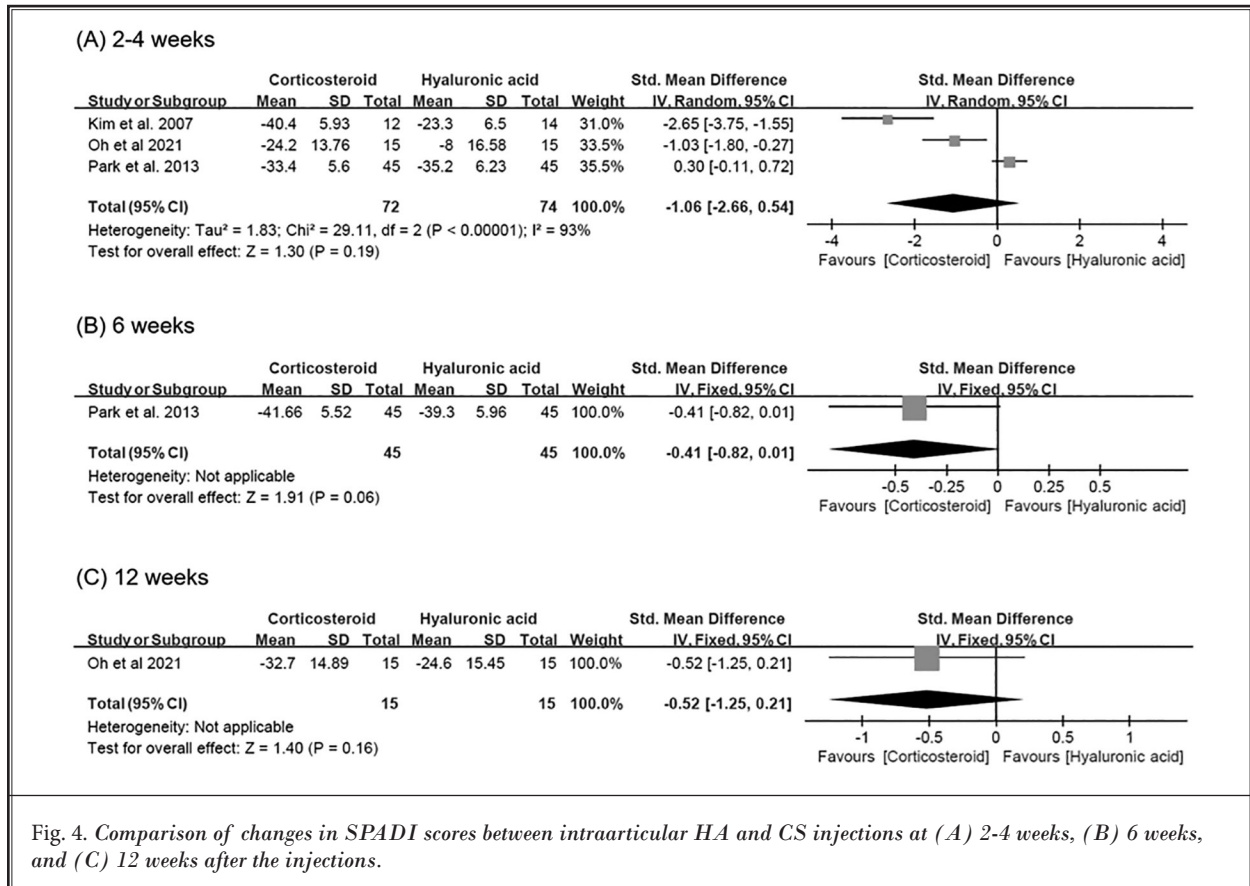 (A) 2-4 weeks
Corticosteroid Hyaluronic acid Std. Mean Difference Std. Mean Difference
Study or Subgroup Mean SD Total Mean SD Total Weight IV, Random, 95% CI IV, Random, 95% CI
Kim et al. 2007 -40.4 5.93 12 -23.3 6.5 14 31.0% -2.65 [-3.75, -1.55]
Oh et al 2021 -24.2 13.76 15 -8 16.58 15 33.5% -1.03 [-1.80, -0.27]
Park et al. 2013 -33.4 5.6 45 -35.2 6.23 45 35.5% 0.30 [-0.11, 0.72]
Total (95% CI) 72 74 100.0% -1.06 [-2.66, 0.54]
Heterogeneity: Tau² = 1.83; Chi² = 29.11, df = 2 (P < 0.00001); I² = 93%
Test for overall effect: Z = 1.30 (P = 0.19)
-4 -2 0 2 4
Favours [Corticosteroid] Favours [Hyaluronic acid]
(B) 6 weeks
Corticosteroid Hyaluronic acid Std. Mean Difference Std. Mean Difference
Study or Subgroup Mean SD Total Mean SD Total Weight IV, Fixed, 95% CI IV, Fixed, 95% CI
Park et al. 2013 -41.66 5.52 45 -39.3 5.96 45 100.0% -0.41 [-0.82, 0.01]
Total (95% CI) 45 45 100.0% -0.41 [-0.82, 0.01]
Heterogeneity: Not applicable
Test for overall effect: Z = 1.91 (P = 0.06)
-0.5 -0.25 0 0.25 0.5
Favours [Corticosteroid] Favours [Hyaluronic acid]
(C) 12 weeks
Corticosteroid Hyaluronic acid Std. Mean Difference Std. Mean Difference
Study or Subgroup Mean SD Total Mean SD Total Weight IV, Fixed, 95% CI IV, Fixed, 95% CI
Oh et al 2021 -32.7 14.89 15 -24.6 15.45 15 100.0% -0.52 [-1.25, 0.21]
Total (95% CI) 15 15 100.0% -0.52 [-1.25, 0.21]
Heterogeneity: Not applicable
Test for overall effect: Z = 1.40 (P = 0.16)
-1 -0.5 0 0.5 1
Favours [Corticosteroid] Favours [Hyaluronic acid]
Fig. 4. Comparison of changes in SPADI scores between intraarticular HA and CS injections at (A) 2-4 weeks, (B) 6 weeks,
and (C) 12 weeks after the injections.